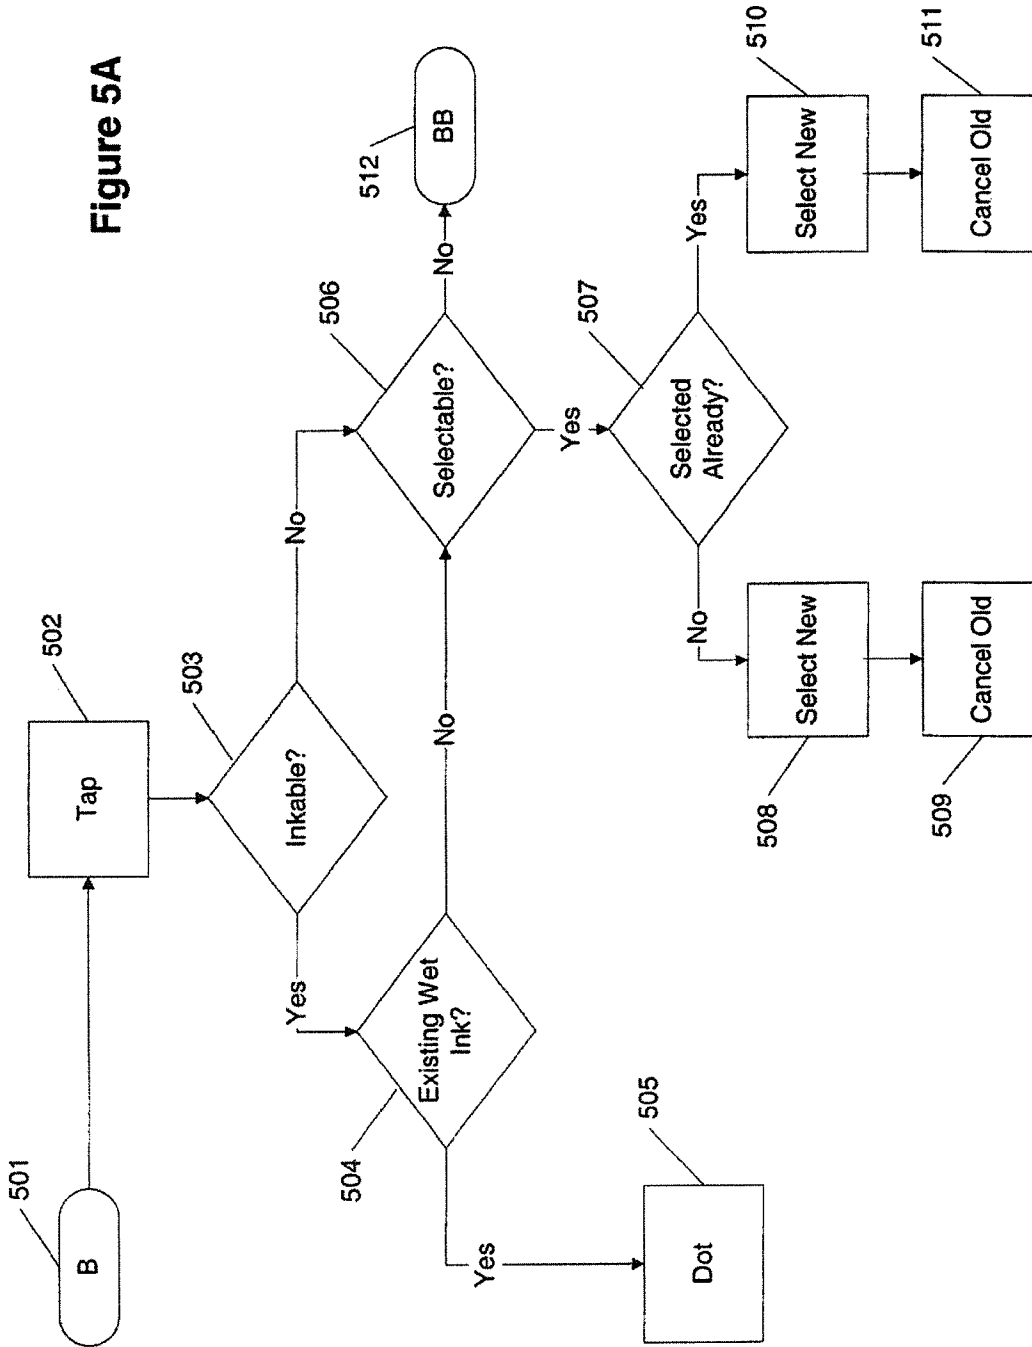 Figure 5A
501
B
502
Tap
503
Inkable?
Yes
No
504
Existing Wet
Ink?
Yes
No
505
Dot
506
Selectable?
No
512
BB
Yes
507
Selected
Already?
No
Yes
508
Select New
509
Cancel Old
510
Select New
511
Cancel Old